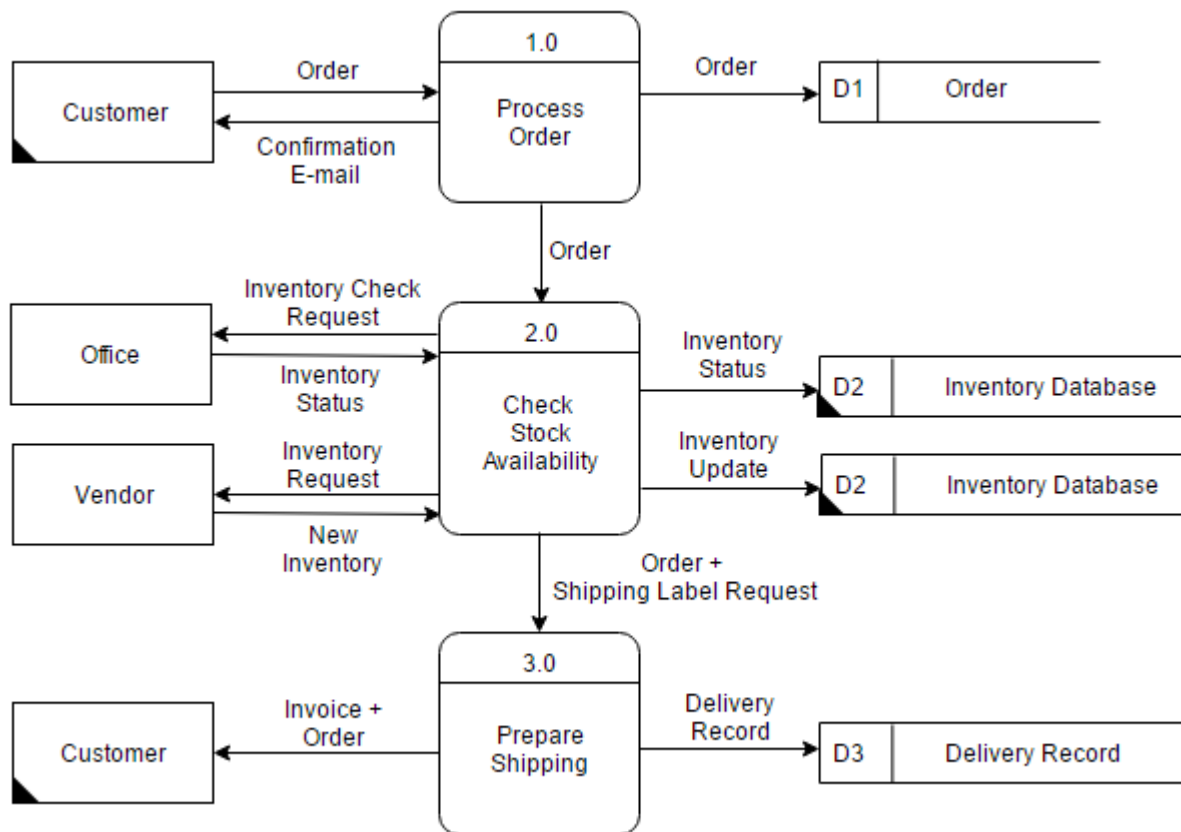 1.0
Order
Order
D1
Order
Customer
Process
Order
Confirmation
E-mail
Order
Inventory Check
Request
2.0
Inventory
Status
Office
D2
Inventory Database
Inventory
Status
Check
Stock
Availability
Inventory
Request
Inventory
Update
Vendor
D2
Inventory Database
New
Inventory
Order +
Shipping Label Request
3.0
Invoice +
Order
Delivery
Record
Customer
Prepare
Shipping
D3
Delivery Record